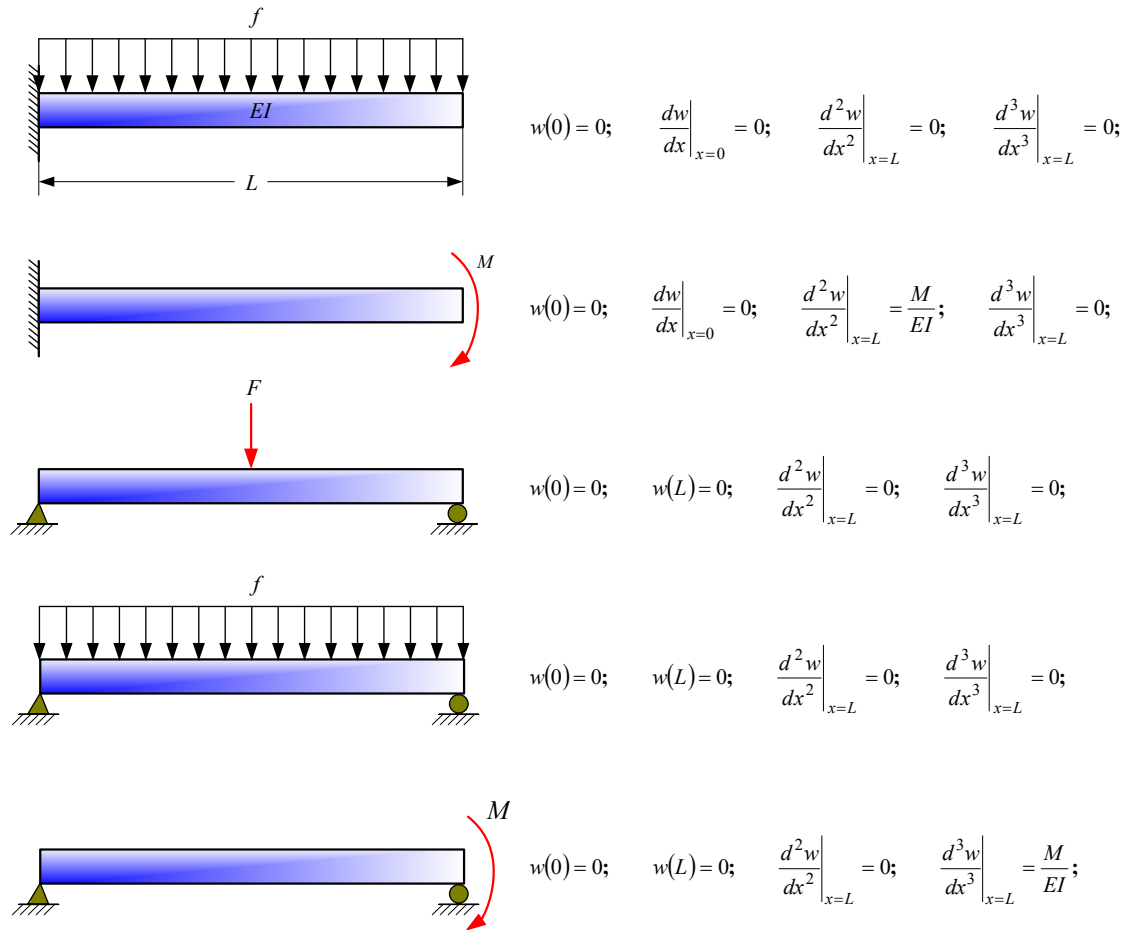 f
EI
w(0) = 0; dw/dx|x=0 = 0; d²w/dx²|x=L = 0; d³w/dx³|x=L = 0;
L
M
w(0) = 0; dw/dx|x=0 = 0; d²w/dx²|x=L = M/EI; d³w/dx³|x=L = 0;
F
w(0) = 0; w(L) = 0; d²w/dx²|x=L = 0; d³w/dx³|x=L = 0;
f
w(0) = 0; w(L) = 0; d²w/dx²|x=L = 0; d³w/dx³|x=L = 0;
M
w(0) = 0; w(L) = 0; d²w/dx²|x=L = 0; d³w/dx³|x=L = M/EI;